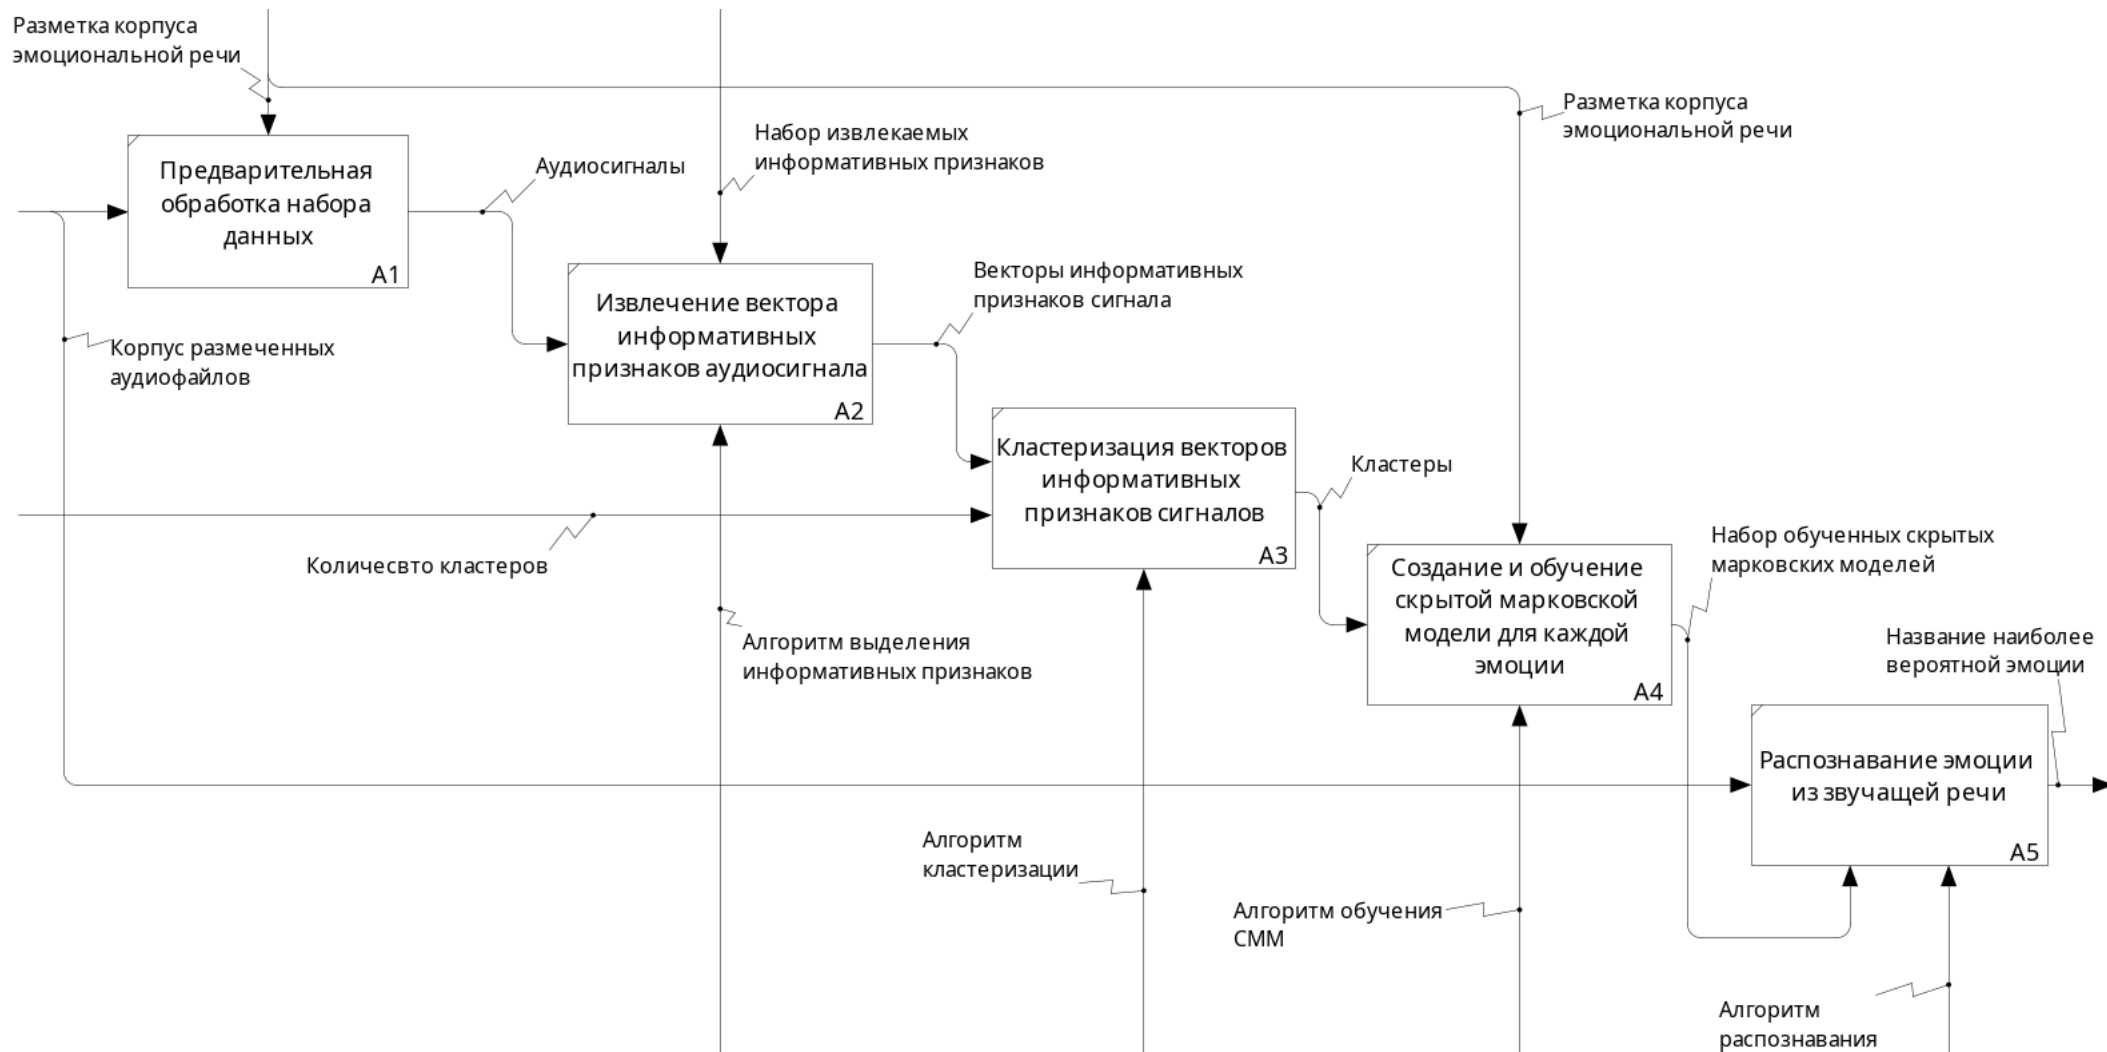 Разметка корпуса
эмоциональной речи
Разметка корпуса
эмоциональной речи
Набор извлекаемых
информативных признаков
Предварительная
обработка набора
данных
A1
Аудиосигналы
Корпус размеченных
аудиофайлов
Извлечение вектора
информативных
признаков аудиосигнала
A2
Векторы информативных
признаков сигнала
Кластеризация векторов
информативных
признаков сигналов
A3
Кластеры
Количесвто кластеров
Алгоритм выделения
информативных признаков
Создание и обучение
скрытой марковской
модели для каждой
эмоции
A4
Набор обученных скрытых
марковских моделей
Название наиболее
вероятной эмоции
Распознавание эмоции
из звучащей речи
A5
Алгоритм
кластеризации
Алгоритм обучения
СММ
Алгоритм
распознавания